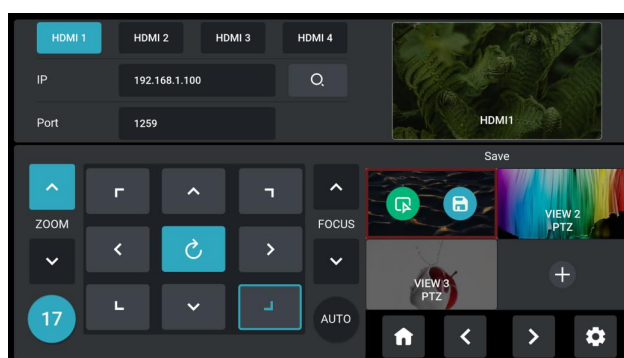 HDMI 1 HDMI 2 HDMI 3 HDMI 4
IP 192.168.1.100
Port 1259
HDMI1
Save
ZOOM
FOCUS
17
AUTO
VIEW 2
PTZ
VIEW 3
PTZ